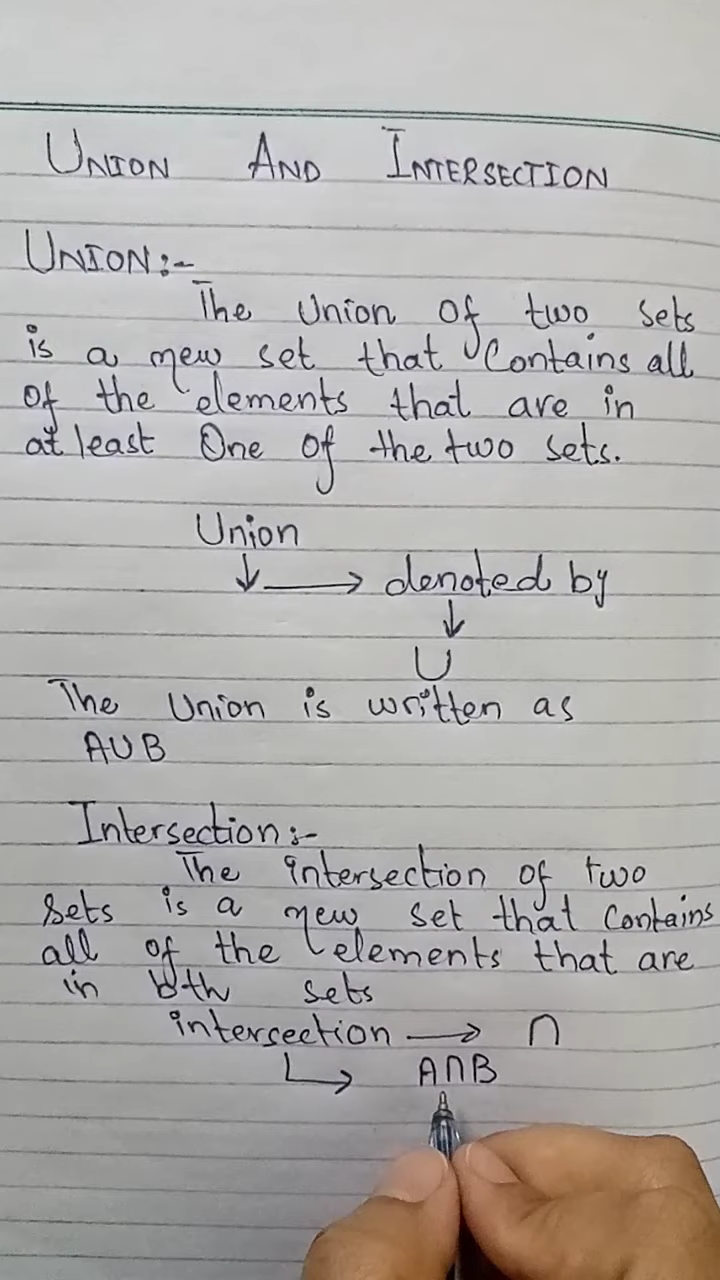 UNION AND INTERSECTION
UNION:-
The Union of two sets
is a new set that Contains all
of the elements that are in
at least One of the two sets.
Union
↓ → denoted by
↓
∪
The Union is written as
A∪B
Intersection:-
The intersection of two
sets is a new set that contains
all of the elements that are
in both sets
intersection → ∩
↳ A∩B